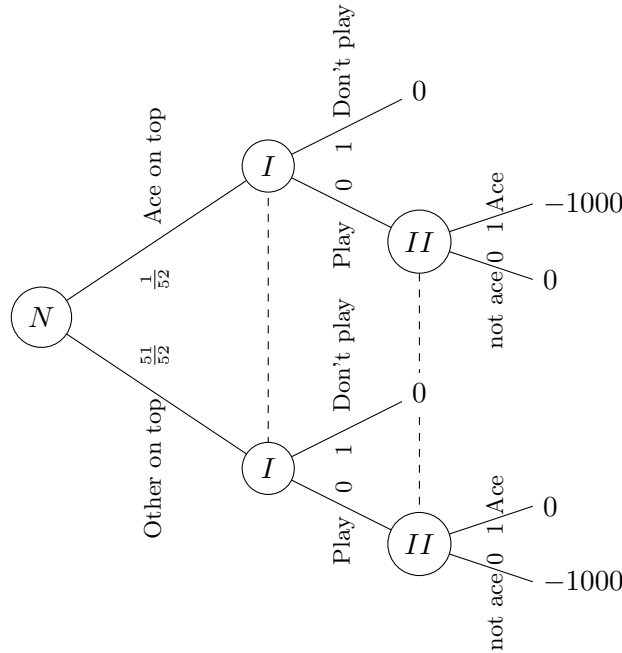 Don't play
0
Ace on top
1
I
0
Ace
1
-1000
1/52
Play
II
0
not ace
0
N
51/52
Don't play
0
Other on top
1
I
0
Ace
1
0
Play
II
0
not ace
-1000